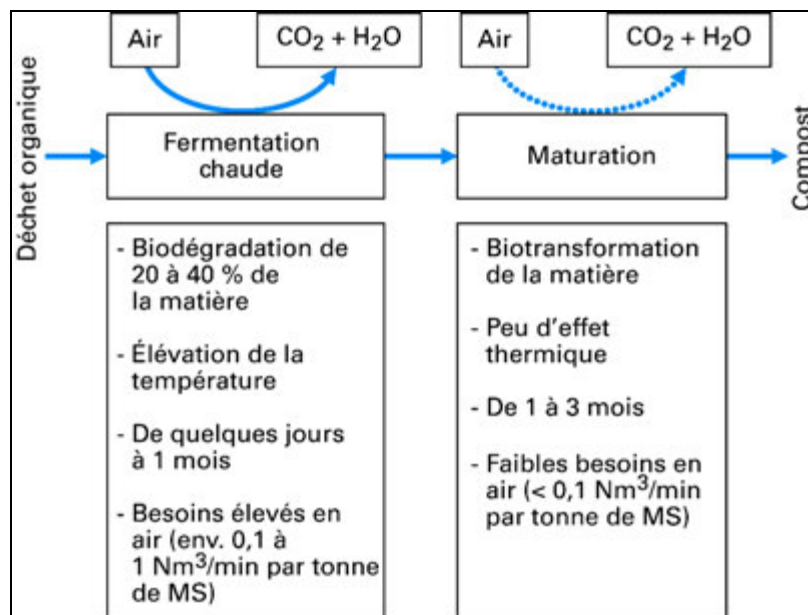 Air
CO2 + H2O
Air
CO2 + H2O
Déchet organique
Fermentation
chaude
Maturation
Compost
- Biodégradation de
20 à 40 % de
la matière
- Élévation de la
température
- De quelques jours
à 1 mois
- Besoins élevés en
air (env. 0,1 à
1 Nm3/min par tonne
de MS)
- Biotransformation
de la matière
- Peu d'effet
thermique
- De 1 à 3 mois
- Faibles besoins en
air (< 0,1 Nm3/min
par tonne de MS)